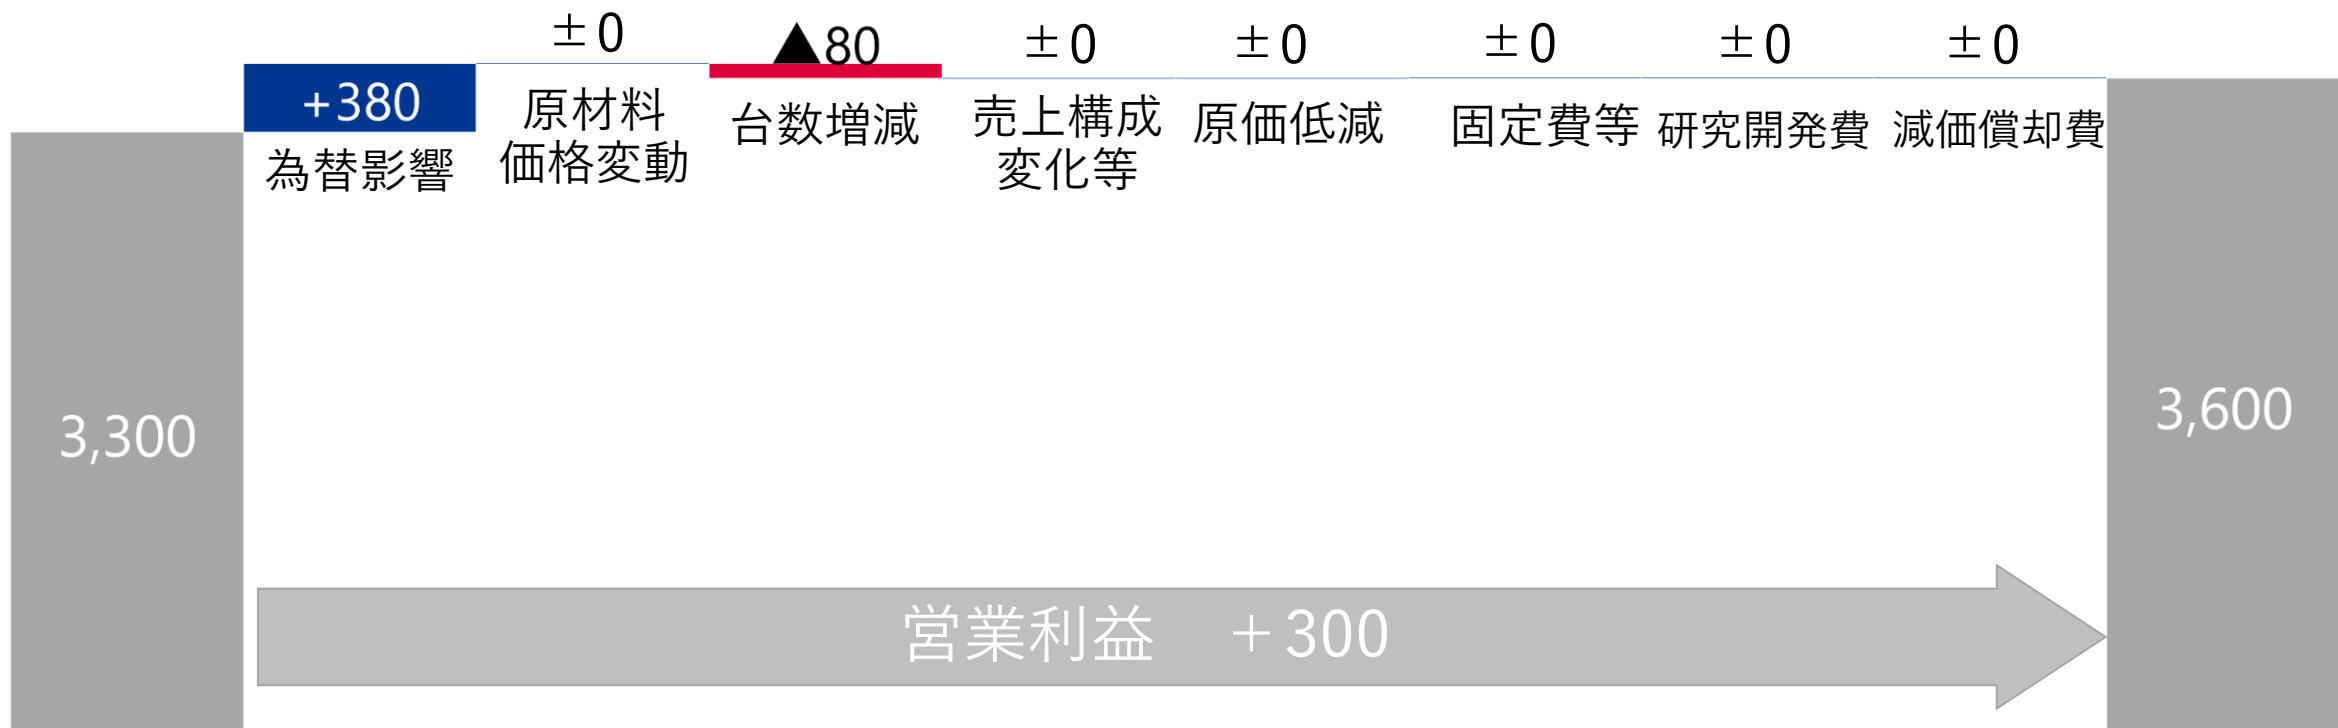 ±0
▲80
±0
±0
±0
±0
±0
+380
為替影響
原材料
価格変動
台数増減
売上構成
変化等
原価低減
固定費等
研究開発費
減価償却費
3,300
3,600
営業利益　+300